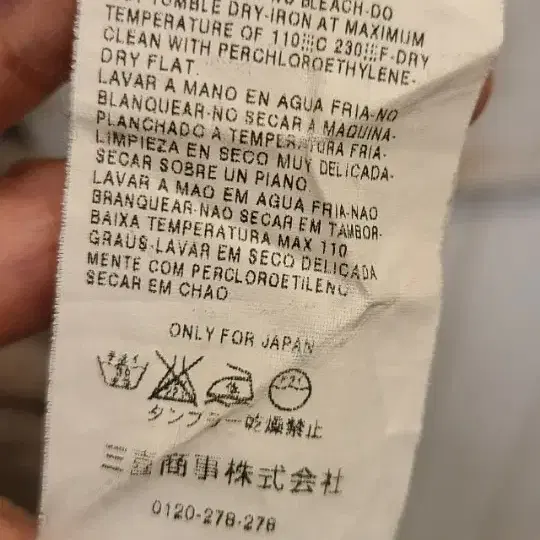 BLEACH-DO
TUMBLE DRY-IRON AT MAXIMUM
TEMPERATURE OF 110░C 230░F-DRY
CLEAN WITH PERCHLOROETHYLENE-
DRY FLAT.
LAVAR A MANO EN AGUA FRIA-NO
BLANQUEAR-NO SECAR A MAQUINA-
PLANCHADO A TEMPERATURA FRIA-
LIMPIEZA EN SECO MUY DELICADA-
SECAR SOBRE UN PIANO
LAVAR A MAO EM AGUA FRIA-NAO
BRANQUEAR-NAO SECAR EM TAMBOR-
BAIXA TEMPERATURA MAX 110
GRAUS-LAVAR EM SECO DELICADA
MENTE COM PERCLOROETILENO
SECAR EM CHAO
ONLY FOR JAPAN
タンブラー乾燥禁止
三喜商事株式会社
0120-278-278